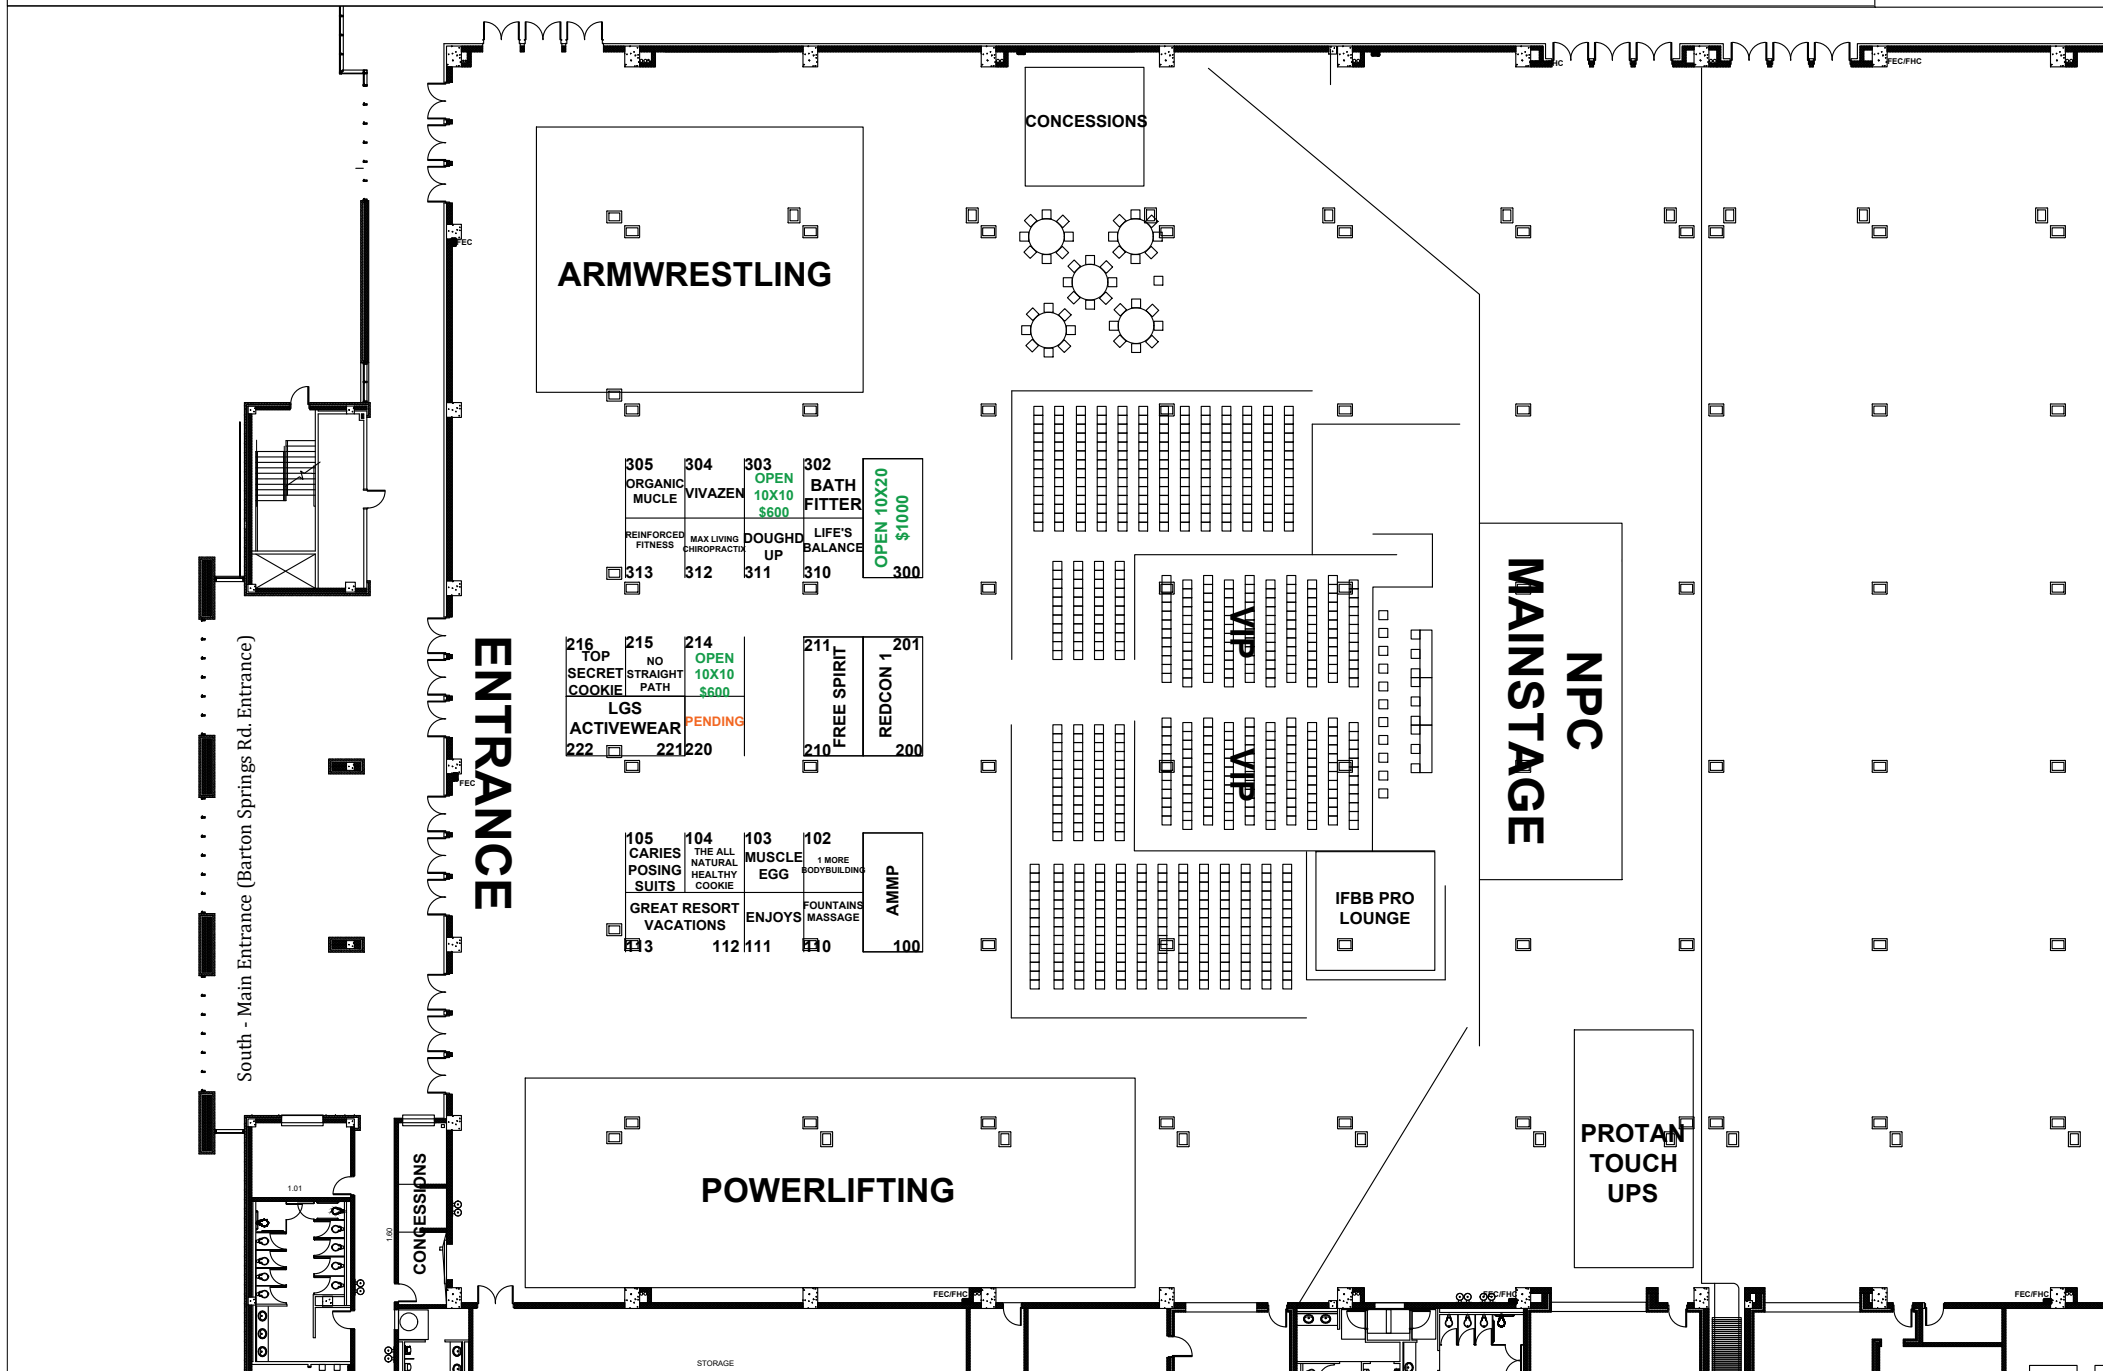 HC
FEC/FHC
CONCESSIONS
FEC
ARMWRESTLING
305
304
303
302
ORGANIC
MUCLE
VIVAZEN
OPEN
10X10
$600
BATH
FITTER
OPEN 10X20
$1000
REINFORCED
FITNESS
MAX LIVING
CHIROPRACTIX
DOUGHD
UP
LIFE'S
BALANCE
313
312
311
310
300
ENTRANCE
South - Main Entrance (Barton Springs Rd. Entrance)
216
215
214
211
201
TOP
SECRET
COOKIE
NO
STRAIGHT
PATH
OPEN
10X10
$600
FREE SPIRIT
REDCON 1
LGS
ACTIVEWEAR
PENDING
222
221
220
210
200
VIP
VIP
NPC
MAINSTAGE
FEC
105
104
103
102
CARIES
POSING
SUITS
THE ALL
NATURAL
HEALTHY
COOKIE
MUSCLE
EGG
1 MORE
BODYBUILDING
AMMP
GREAT RESORT
VACATIONS
ENJOYS
FOUNTAINS
MASSAGE
113
112
111
110
100
IFBB PRO
LOUNGE
PROTAN
TOUCH
UPS
POWERLIFTING
CONCESSIONS
1.01
1.60
FEC/FHC
FEC/FHC
FEC/FHC
STORAGE